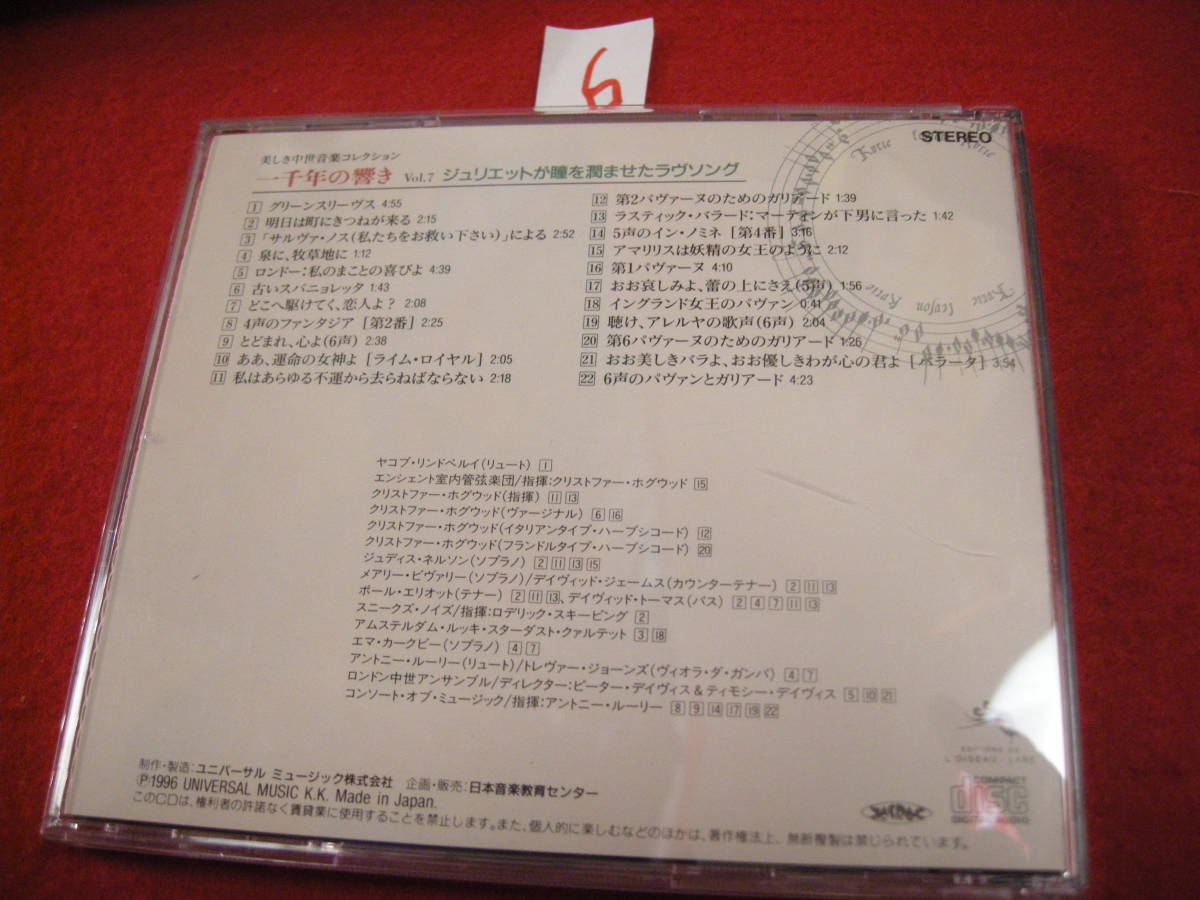 6
STEREO
美しき中世音楽コレクション
一千年の響き Vol.7 ジュリエットが瞳を潤ませたラヴソング
1 グリーンスリーヴス 4:55
2 明日は町にきつねが来る 2:15
3 「サルヴァ・ノス(私たちをお救い下さい)」による 2:52
4 泉に、牧草地に 1:12
5 ロンドー:私のまことの喜びよ 4:39
6 古いスパニョレッタ 1:43
7 どこへ駆けてく、恋人よ? 2:08
8 4声のファンタジア [第2番] 2:25
9 とどまれ、心よ(6声) 2:38
10 ああ、運命の女神よ [ライム・ロイヤル] 2:05
11 私はあらゆる不運から去らねばならない 2:18
12 第2パヴァーヌのためのガリアード 1:39
13 ラスティック・バラード:マーティンが下男に言った 1:42
14 5声のイン・ノミネ [第4番] 3:16
15 アマリリスは妖精の女王のように 2:12
16 第1パヴァーヌ 4:10
17 おお哀しみよ、蕾の上にさえ(5声) 1:56
18 イングランド女王のパヴァン 0:41
19 聴け、アレルヤの歌声(6声) 2:04
20 第6パヴァーヌのためのガリアード 1:26
21 おお美しきバラよ、おお優しきわが心の君よ [バラータ] 3:54
22 6声のパヴァンとガリアード 4:23
ヤコブ・リンドベルイ(リュート) 1
エンシェント室内管弦楽団/指揮:クリストファー・ホグウッド 15
クリストファー・ホグウッド(指揮) 11 13
クリストファー・ホグウッド(ヴァージナル) 6 16
クリストファー・ホグウッド(イタリアンタイプ・ハープシコード) 12
クリストファー・ホグウッド(フランドルタイプ・ハープシコード) 20
ジュディス・ネルソン(ソプラノ) 2 11 13 15
メアリー・ビヴァリー(ソプラノ)/デイヴィッド・ジェームス(カウンターテナー) 2 11 13
ポール・エリオット(テナー) 2 11 13、デイヴィッド・トーマス(バス) 2 4 7 11 13
スニークズ・ノイズ/指揮:ロデリック・スキーピング 2
アムステルダム・ルッキ・スターダスト・クァルテット 3 18
エマ・カークビー(ソプラノ) 4 7
アントニー・ルーリー(リュート)/トレヴァー・ジョーンズ(ヴィオラ・ダ・ガンバ) 4 7
ロンドン中世アンサンブル/ディレクター:ピーター・デイヴィス&ティモシー・デイヴィス 5 10 21
コンソート・オブ・ミュージック/指揮:アントニー・ルーリー 8 9 14 17 19 22
EDITIONS DE
L'OISEAU-LYRE
制作・製造:ユニバーサル ミュージック株式会社 企画・販売:日本音楽教育センター
℗1996 UNIVERSAL MUSIC K.K. Made in Japan.
このCDは、権利者の許諾なく賃貸業に使用することを禁止します。また、個人的に楽しむなどのほかは、著作権法上、無断複製は禁じられています。
COMPACT
DISC
DIGITAL AUDIO